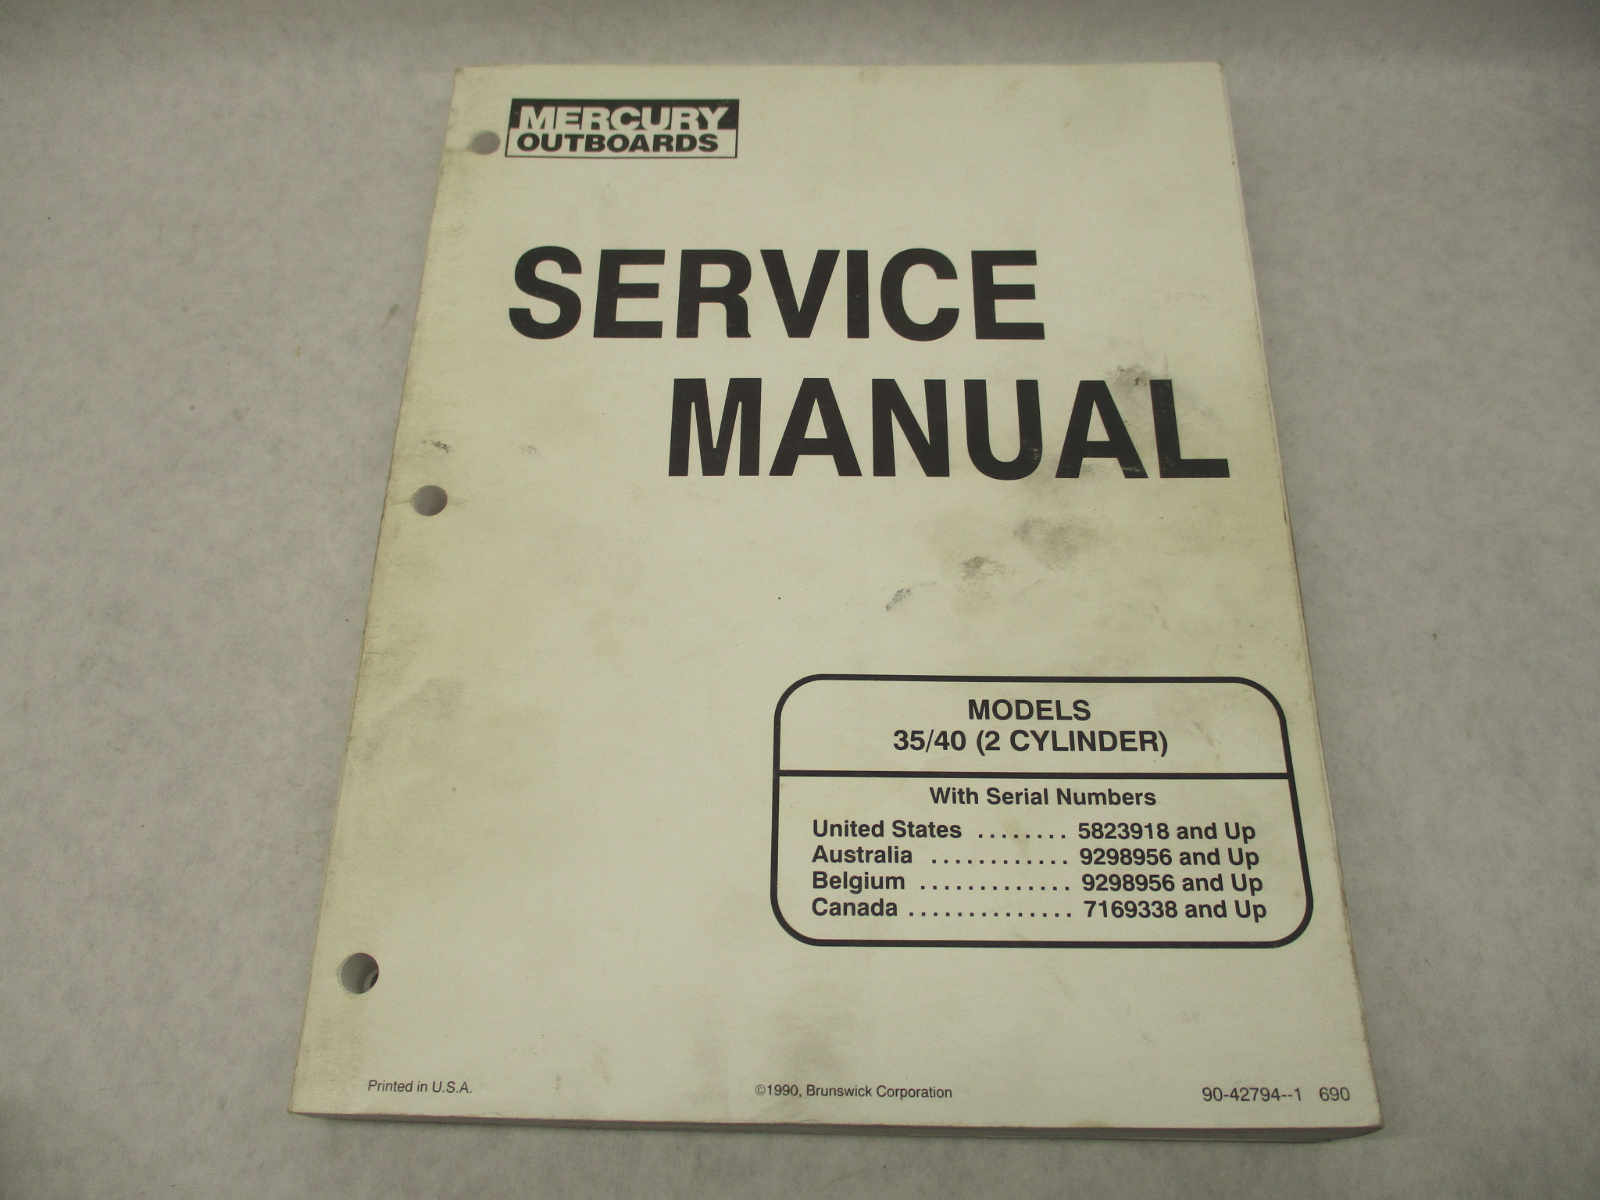 MERCURY
OUTBOARDS
SERVICE
MANUAL
MODELS
35/40 (2 CYLINDER)
With Serial Numbers
United States ........ 5823918 and Up
Australia ............ 9298956 and Up
Belgium ............. 9298956 and Up
Canada .............. 7169338 and Up
Printed in U.S.A.
©1990, Brunswick Corporation
90-42794--1 690